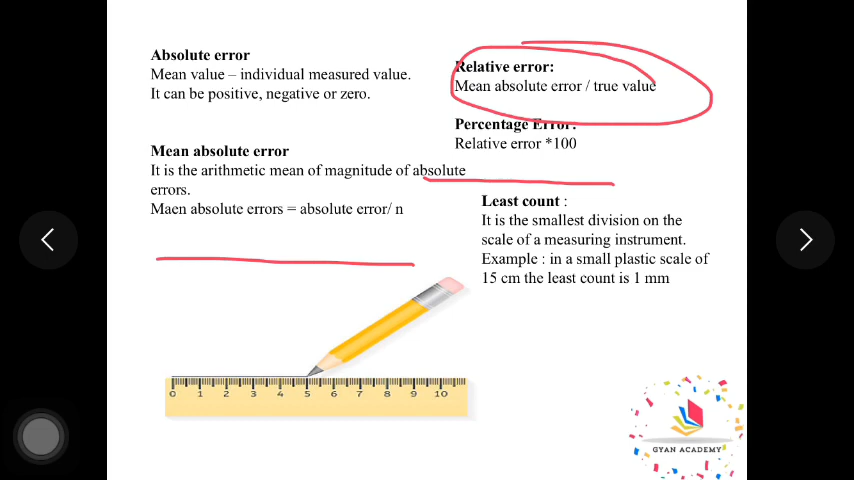 Absolute error
Mean value – individual measured value.
It can be positive, negative or zero.
Mean absolute error
It is the arithmetic mean of magnitude of absolute
errors.
Maen absolute errors = absolute error/ n
Relative error:
Mean absolute error / true value
Percentage Error:
Relative error *100
Least count :
It is the smallest division on the
scale of a measuring instrument.
Example : in a small plastic scale of
15 cm the least count is 1 mm
0 1 2 3 4 5 6 7 8 9 10
GYAN ACADEMY